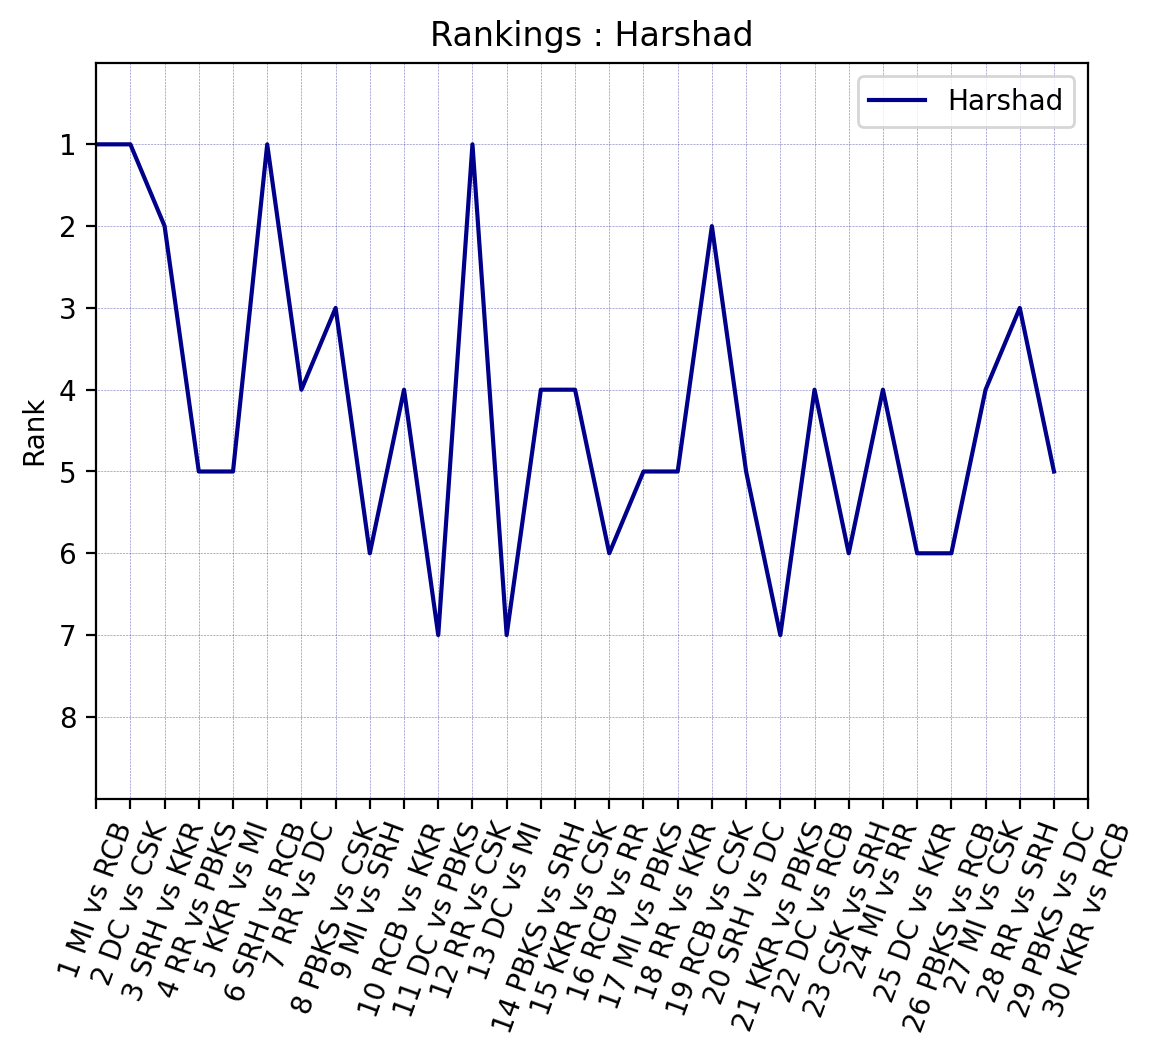 Rankings : Harshad
Harshad
Rank
1
2
3
4
5
6
7
8
1 MI vs RCB
2 DC vs CSK
3 SRH vs KKR
4 RR vs PBKS
5 KKR vs MI
6 SRH vs RCB
7 RR vs DC
8 PBKS vs CSK
9 MI vs SRH
10 RCB vs KKR
11 DC vs PBKS
12 RR vs CSK
13 DC vs MI
14 PBKS vs SRH
15 KKR vs CSK
16 RCB vs RR
17 MI vs PBKS
18 RR vs KKR
19 RCB vs CSK
20 SRH vs DC
21 KKR vs PBKS
22 DC vs RCB
23 CSK vs SRH
24 MI vs RR
25 DC vs KKR
26 PBKS vs RCB
27 MI vs CSK
28 RR vs SRH
29 PBKS vs DC
30 KKR vs RCB